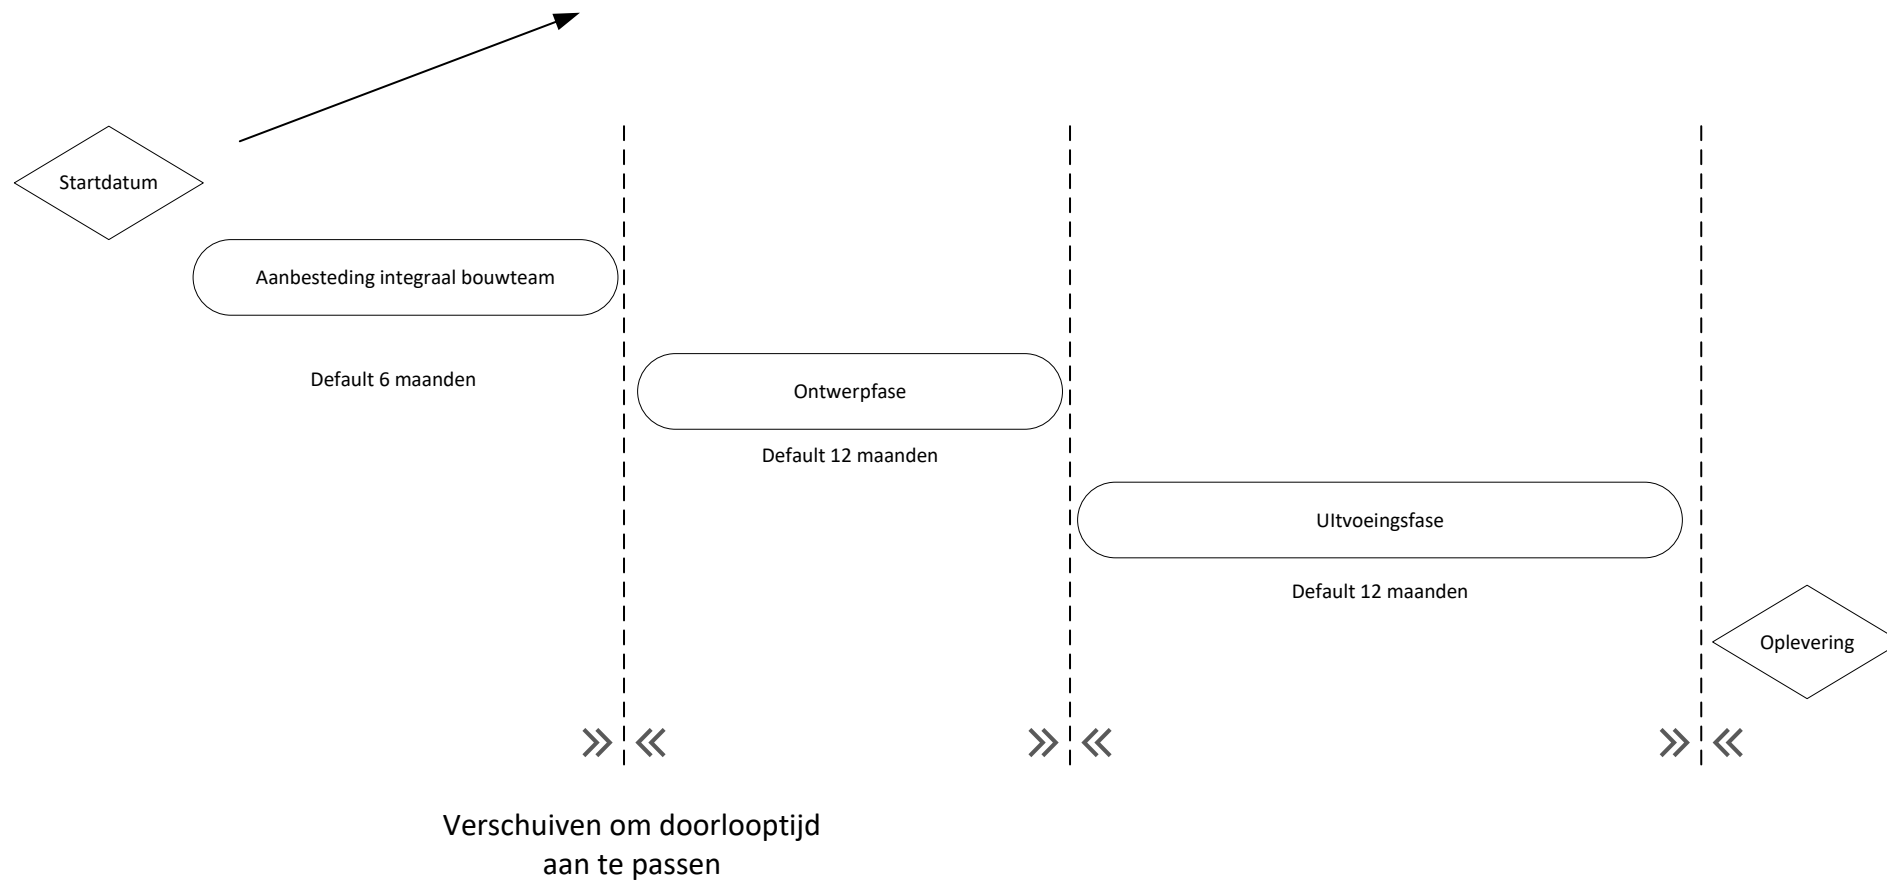 Startdatum
Aanbesteding integraal bouwteam
Default 6 maanden
Ontwerpfase
Default 12 maanden
UItvoeingsfase
Default 12 maanden
Oplevering
Verschuiven om doorlooptijd
aan te passen